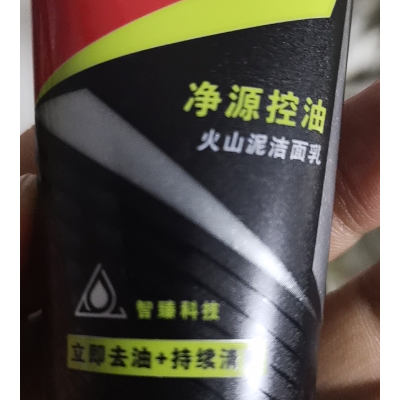 净源控油
火山泥洁面乳
智臻科技
立即去油+持续清